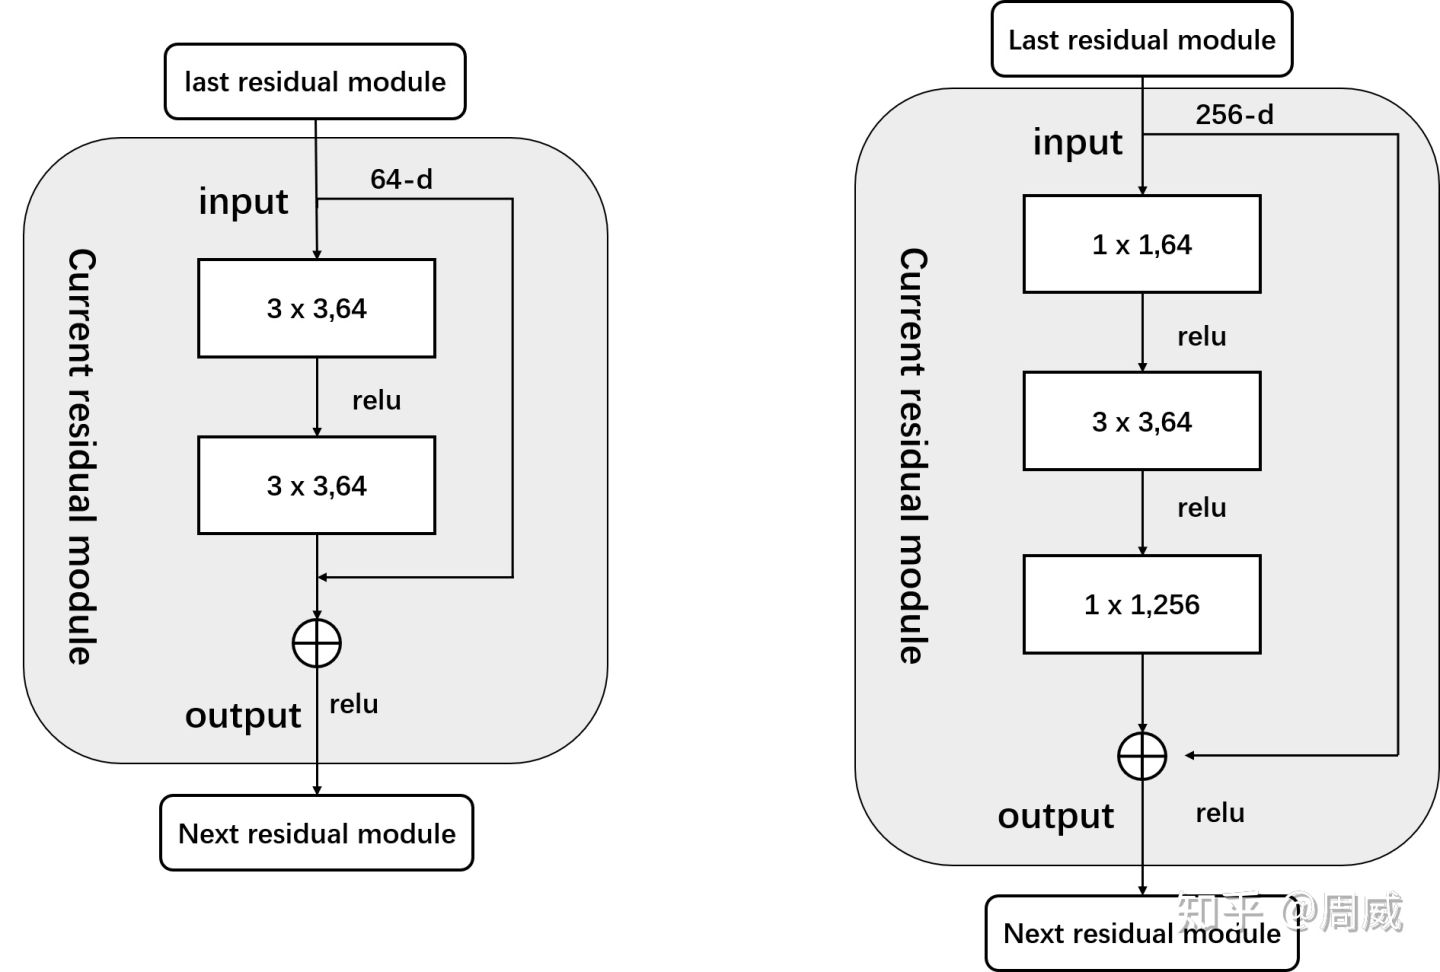 last residual module
64-d
input
3 x 3,64
relu
3 x 3,64
Current residual module
relu
output
Next residual module
Last residual module
256-d
input
1 x 1,64
relu
3 x 3,64
relu
1 x 1,256
Current residual module
output
relu
Next residual module
知乎 @周威